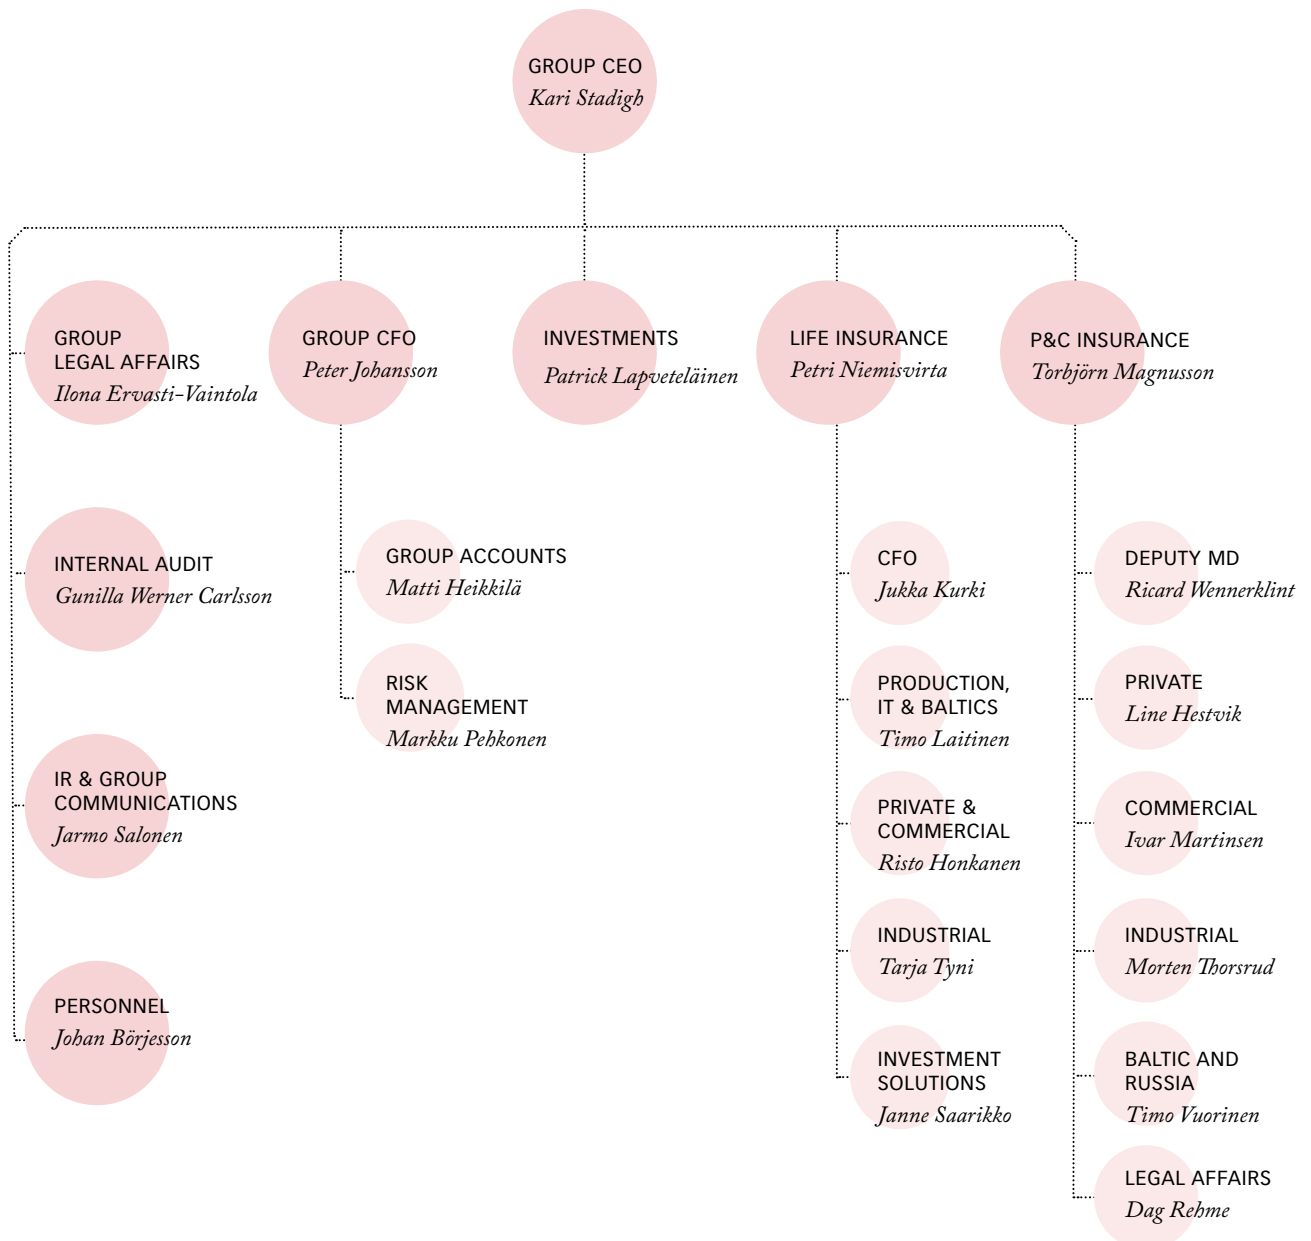 GROUP CEO
Kari Stadigh
GROUP
LEGAL AFFAIRS
Ilona Ervasti-Vaintola
GROUP CFO
Peter Johansson
INVESTMENTS
Patrick Lapveteläinen
LIFE INSURANCE
Petri Niemisvirta
P&C INSURANCE
Torbjörn Magnusson
INTERNAL AUDIT
Gunilla Werner Carlsson
IR & GROUP
COMMUNICATIONS
Jarmo Salonen
PERSONNEL
Johan Börjesson
GROUP ACCOUNTS
Matti Heikkilä
RISK
MANAGEMENT
Markku Pehkonen
CFO
Jukka Kurki
PRODUCTION,
IT & BALTICS
Timo Laitinen
PRIVATE &
COMMERCIAL
Risto Honkanen
INDUSTRIAL
Tarja Tyni
INVESTMENT
SOLUTIONS
Janne Saarikko
DEPUTY MD
Ricard Wennerklint
PRIVATE
Line Hestvik
COMMERCIAL
Ivar Martinsen
INDUSTRIAL
Morten Thorsrud
BALTIC AND
RUSSIA
Timo Vuorinen
LEGAL AFFAIRS
Dag Rehme